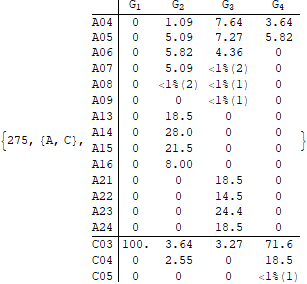 G1 G2 G3 G4
A04 0 1.09 7.64 3.64
A05 0 5.09 7.27 5.82
A06 0 5.82 4.36 0
A07 0 5.09 <1%(2) 0
A08 0 <1%(2) <1%(1) 0
A09 0 0 <1%(1) 0
A13 0 18.5 0 0
A14 0 28.0 0 0
{275, {A, C}, }
A15 0 21.5 0 0
A16 0 8.00 0 0
A21 0 0 18.5 0
A22 0 0 14.5 0
A23 0 0 24.4 0
A24 0 0 18.5 0
C03 100. 3.64 3.27 71.6
C04 0 2.55 0 18.5
C05 0 0 0 <1%(1)